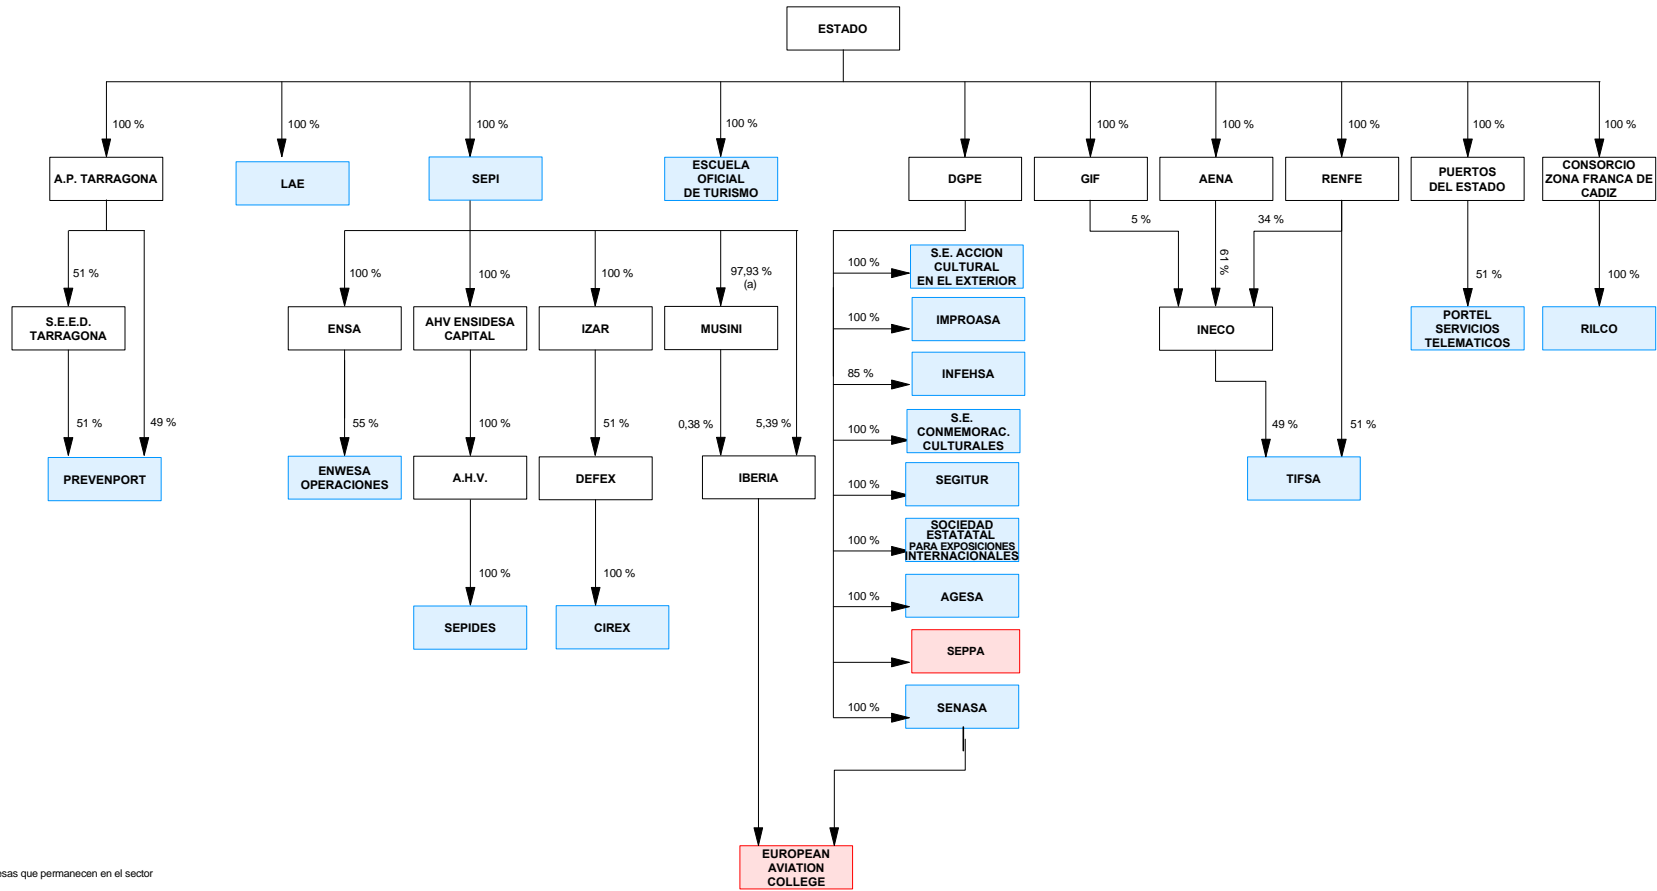 ESTADO
100 %
100 %
100 %
100 %
100 %
100 %
100 %
100 %
100 %
A.P. TARRAGONA
LAE
SEPI
ESCUELA
OFICIAL
DE TURISMO
DGPE
GIF
AENA
RENFE
PUERTOS
DEL ESTADO
CONSORCIO
ZONA FRANCA DE
CADIZ
5 %
61 %
34 %
51 %
100 %
100 %
100 %
97,93 %
(a)
100 %
S.E. ACCION
CULTURAL
EN EL EXTERIOR
51 %
100 %
S.E.E.D.
TARRAGONA
ENSA
AHV ENSIDESA
CAPITAL
IZAR
MUSINI
100 %
IMPROASA
INECO
PORTEL
SERVICIOS
TELEMATICOS
RILCO
85 %
INFEHSA
51 %
49 %
55 %
100 %
51 %
0,38 %
5,39 %
100 %
S.E.
CONMEMORAC.
CULTURALES
49 %
51 %
PREVENPORT
ENWESA
OPERACIONES
A.H.V.
DEFEX
IBERIA
100 %
SEGITUR
TIFSA
100 %
SOCIEDAD
ESTATATAL
PARA EXPOSICIONES
INTERNACIONALES
100 %
100 %
100 %
AGESA
SEPIDES
CIREX
SEPPA
100 %
SENASA
EUROPEAN
AVIATION
COLLEGE
esas que permanecen en el sector